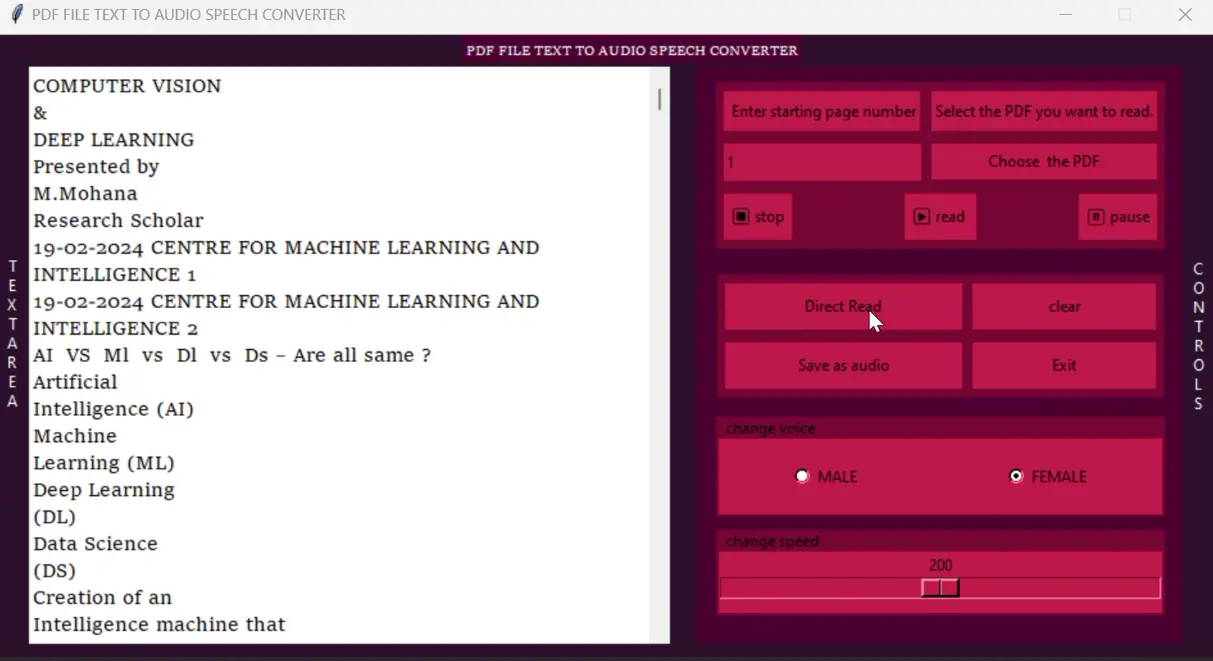 PDF FILE TEXT TO AUDIO SPEECH CONVERTER
PDF FILE TEXT TO AUDIO SPEECH CONVERTER
TEXTAREA
COMPUTER VISION
&
DEEP LEARNING
Presented by
M.Mohana
Research Scholar
19-02-2024 CENTRE FOR MACHINE LEARNING AND
INTELLIGENCE 1
19-02-2024 CENTRE FOR MACHINE LEARNING AND
INTELLIGENCE 2
AI VS Ml vs Dl vs Ds – Are all same ?
Artificial
Intelligence (AI)
Machine
Learning (ML)
Deep Learning
(DL)
Data Science
(DS)
Creation of an
Intelligence machine that
Enter starting page number
Select the PDF you want to read.
1
Choose the PDF
stop
read
pause
Direct Read
clear
Save as audio
Exit
change voice
MALE
FEMALE
change speed
200
CONTROLS